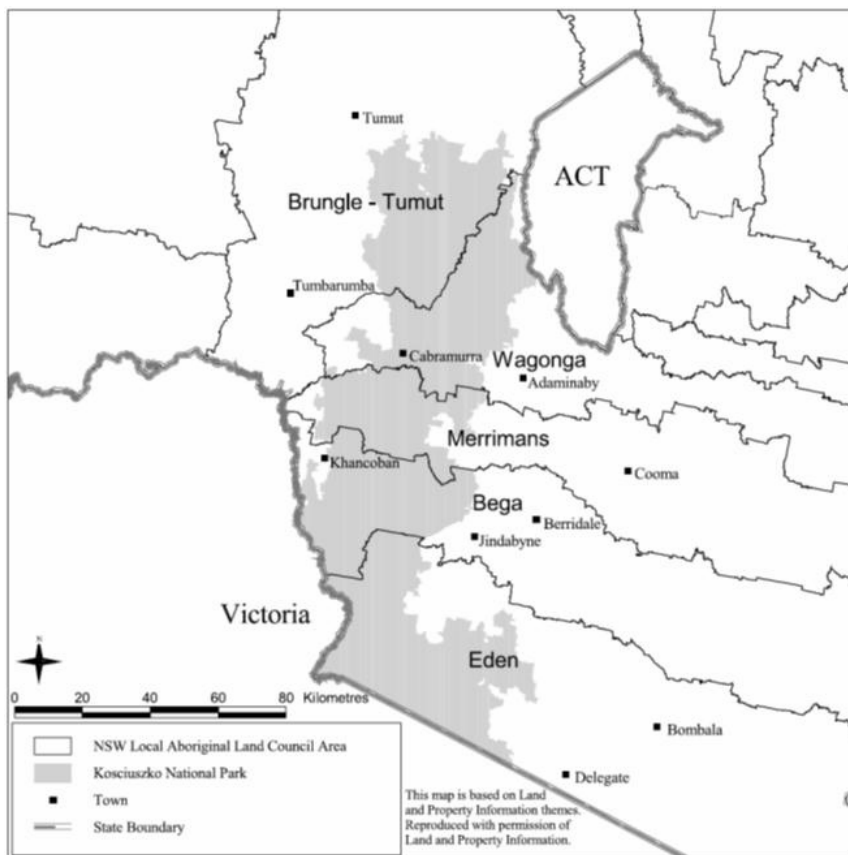 Tumut
ACT
Brungle - Tumut
Tumbarumba
Cabramurra
Wagonga
Adaminaby
Merrimans
Khancoban
Cooma
Bega
Berridale
Jindabyne
Victoria
Eden
N
0 20 40 60 80 Kilometres
Bombala
Delegate
NSW Local Aboriginal Land Council Area
Kosciuszko National Park
Town
State Boundary
This map is based on Land
and Property Information themes.
Reproduced with permission of
Land and Property Information.